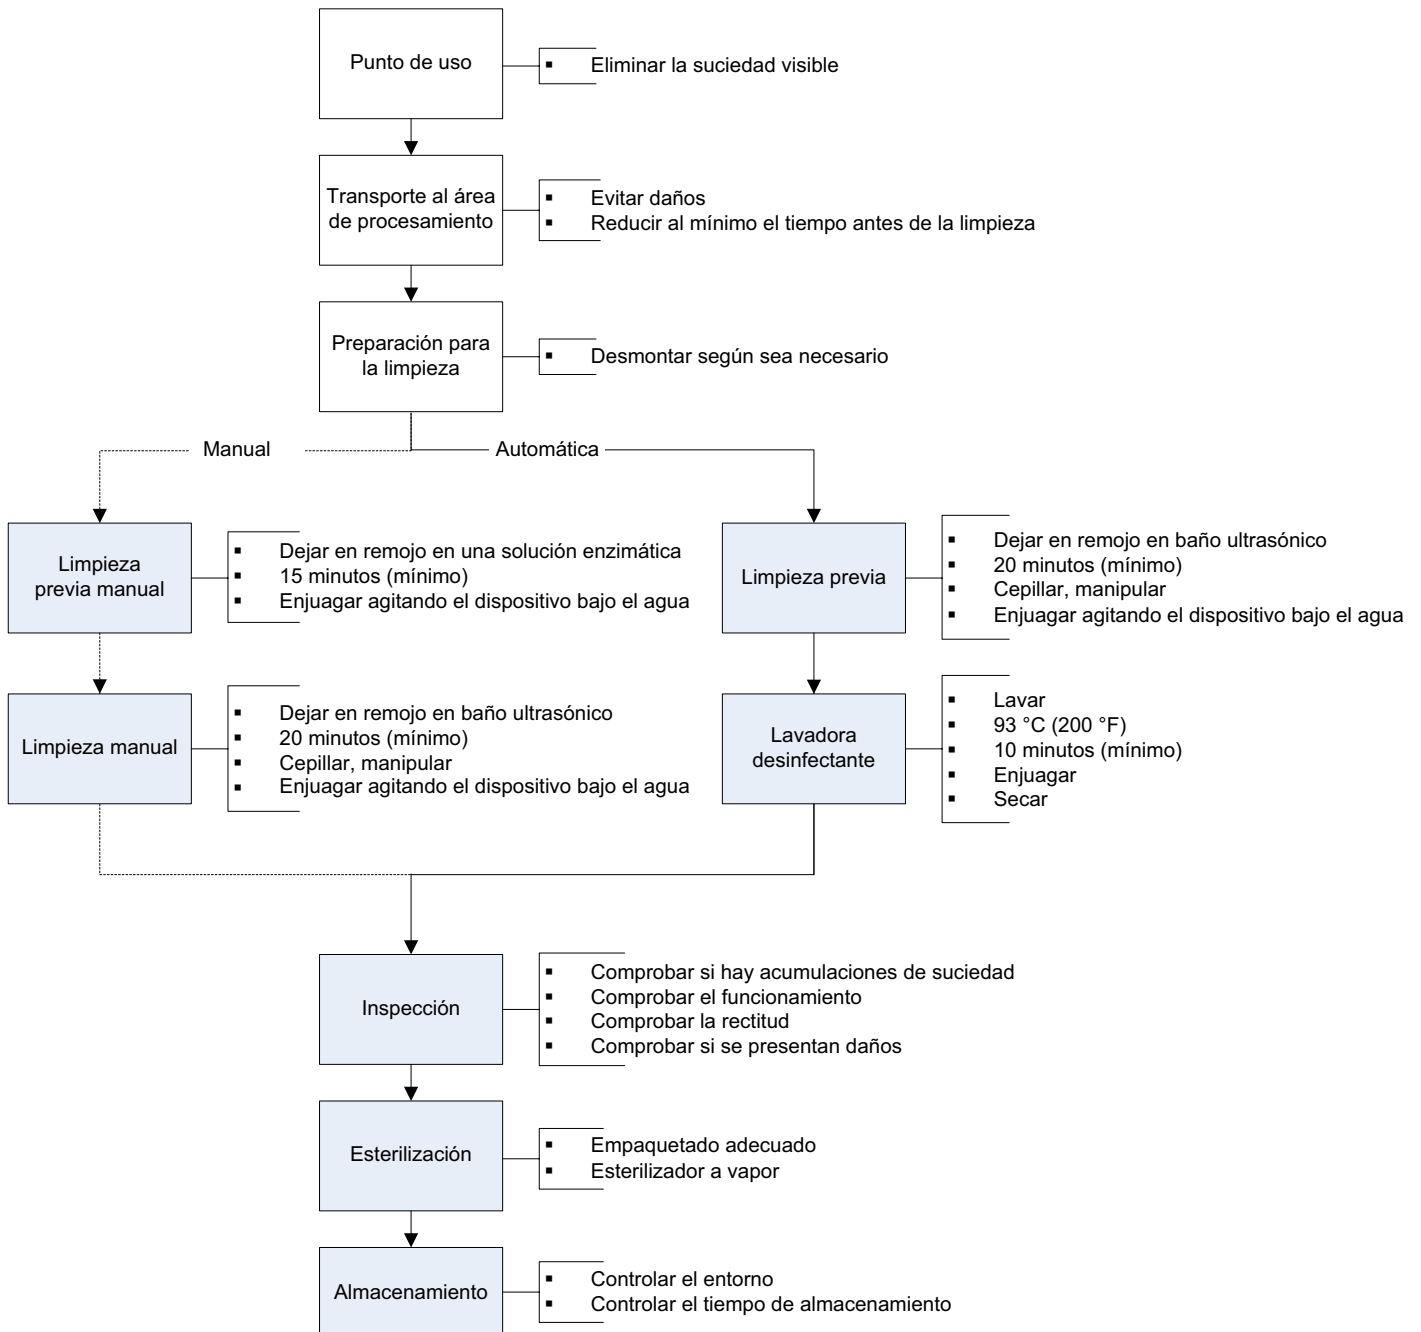 Punto de uso
▪ Eliminar la suciedad visible
Transporte al área
de procesamiento
▪ Evitar daños
▪ Reducir al mínimo el tiempo antes de la limpieza
Preparación para
la limpieza
▪ Desmontar según sea necesario
Manual
Automática
Limpieza
previa manual
▪ Dejar en remojo en una solución enzimática
▪ 15 minutos (mínimo)
▪ Enjuagar agitando el dispositivo bajo el agua
Limpieza previa
▪ Dejar en remojo en baño ultrasónico
▪ 20 minutos (mínimo)
▪ Cepillar, manipular
▪ Enjuagar agitando el dispositivo bajo el agua
Limpieza manual
▪ Dejar en remojo en baño ultrasónico
▪ 20 minutos (mínimo)
▪ Cepillar, manipular
▪ Enjuagar agitando el dispositivo bajo el agua
Lavadora
desinfectante
▪ Lavar
▪ 93 °C (200 °F)
▪ 10 minutos (mínimo)
▪ Enjuagar
▪ Secar
Inspección
▪ Comprobar si hay acumulaciones de suciedad
▪ Comprobar el funcionamiento
▪ Comprobar la rectitud
▪ Comprobar si se presentan daños
Esterilización
▪ Empaquetado adecuado
▪ Esterilizador a vapor
Almacenamiento
▪ Controlar el entorno
▪ Controlar el tiempo de almacenamiento